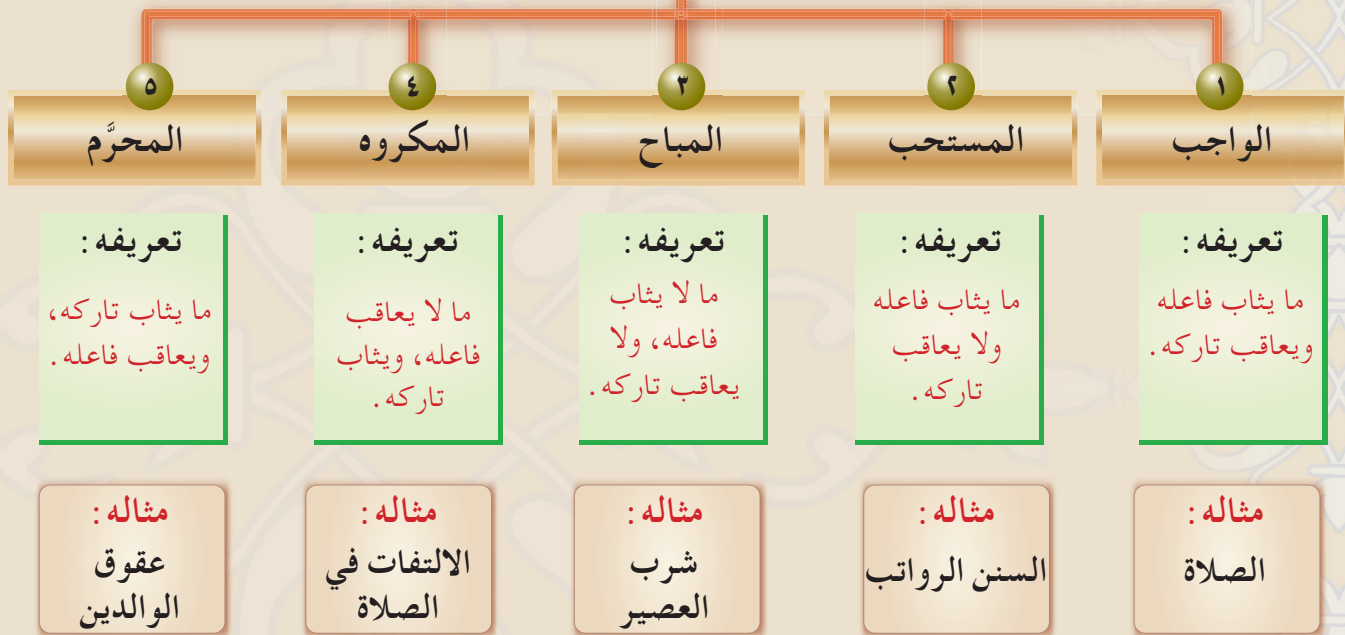 ١
الواجب
تعريفه:
ما يثاب فاعله
ويعاقب تاركه.
مثاله:
الصلاة
٢
المستحب
تعريفه:
ما يثاب فاعله
ولا يعاقب
تاركه.
مثاله:
السنن الرواتب
٣
المباح
تعريفه:
ما لا يثاب
فاعله، ولا
يعاقب تاركه.
مثاله:
شرب
العصير
٤
المكروه
تعريفه:
ما لا يعاقب
فاعله، ويثاب
تاركه.
مثاله:
الالتفات في
الصلاة
٥
المحرَّم
تعريفه:
ما يثاب تاركه،
ويعاقب فاعله.
مثاله:
عقوق
الوالدين